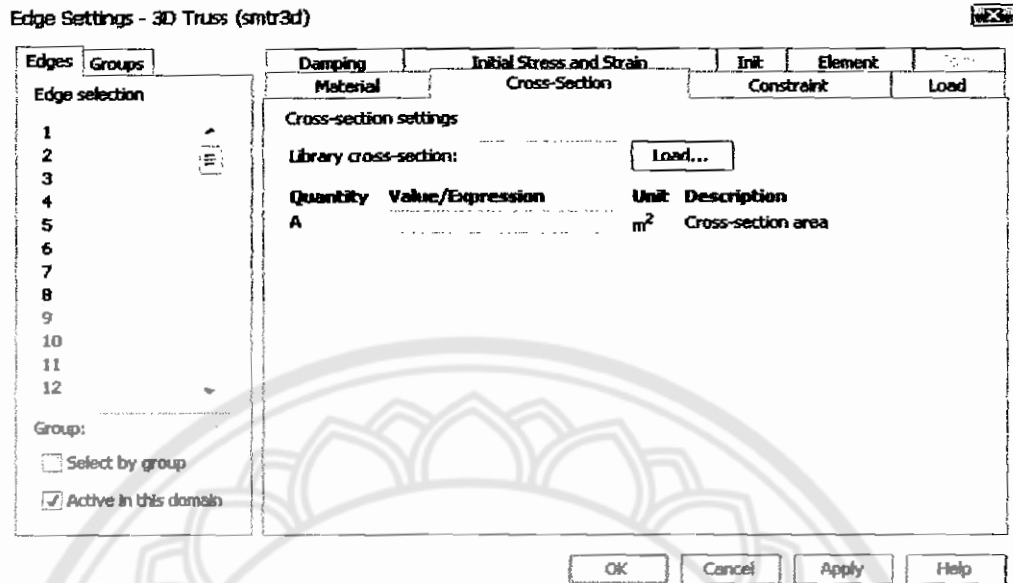 Edge Settings - 3D Truss (smtr3d)
Edges Groups
Edge selection
1
2
3
4
5
6
7
8
9
10
11
12
Group:
Select by group
Active in this domain
Damping Initial Stress and Strain Init Element
Material Cross-Section Constraint Load
Cross-section settings
Library cross-section: Load...
Quantity Value/Expression Unit Description
A m² Cross-section area
OK Cancel Apply Help